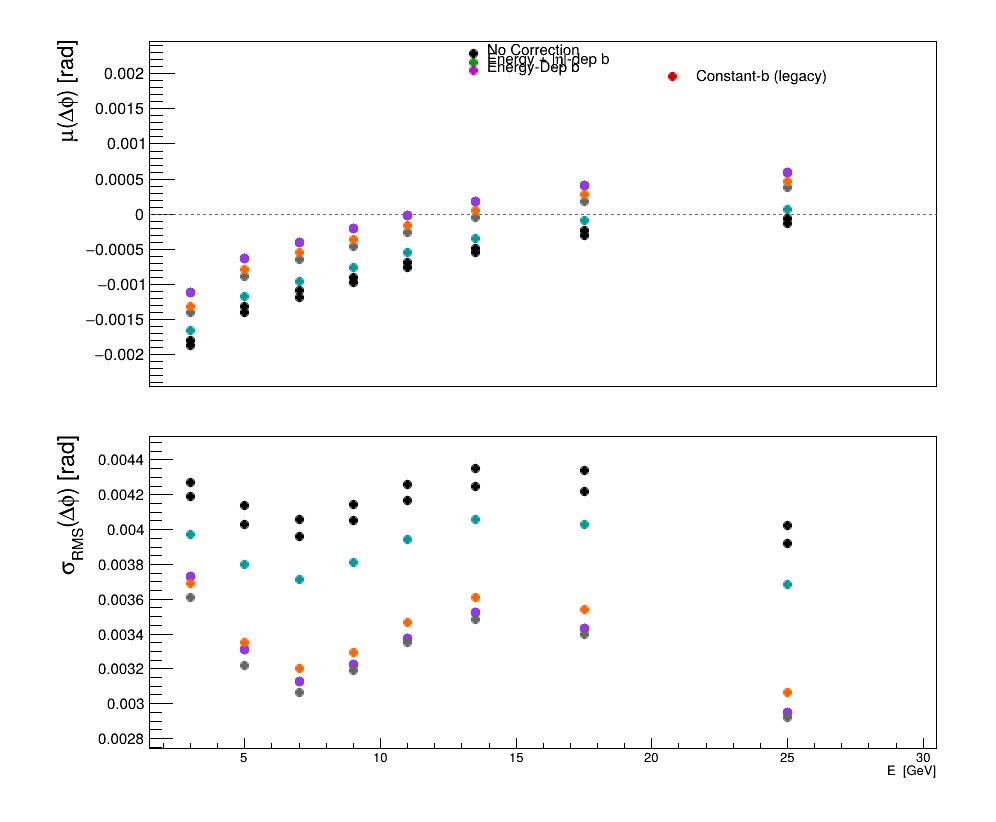 μ(Δϕ) [rad]
0.002
0.0015
0.001
0.0005
0
−0.0005
−0.001
−0.0015
−0.002
No Correction
Energy + |η|-dep b
Energy-Dep b
Constant-b (legacy)
σRMS(Δϕ) [rad]
0.0044
0.0042
0.004
0.0038
0.0036
0.0034
0.0032
0.003
0.0028
5 10 15 20 25 30
E [GeV]